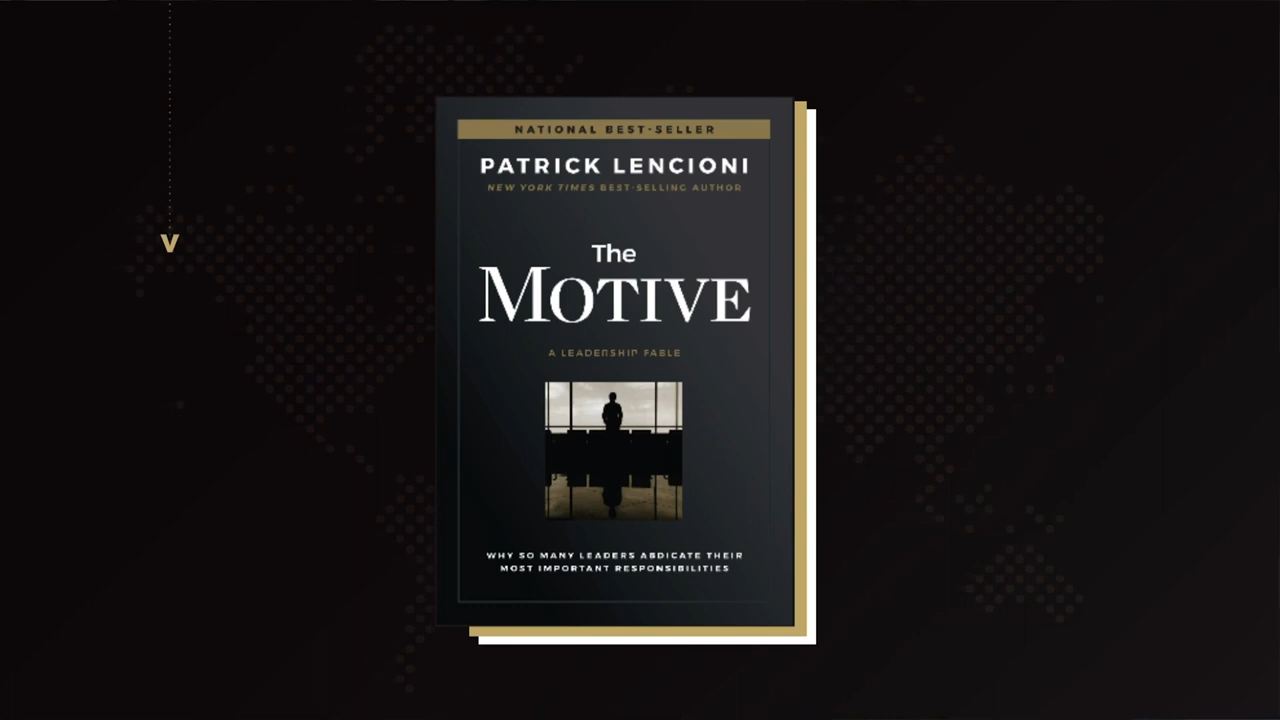 V
NATIONAL BEST-SELLER
PATRICK LENCIONI
NEW YORK TIMES BEST-SELLING AUTHOR
The
MOTIVE
A LEADERSHIP FABLE
WHY SO MANY LEADERS ABDICATE THEIR
MOST IMPORTANT RESPONSIBILITIES